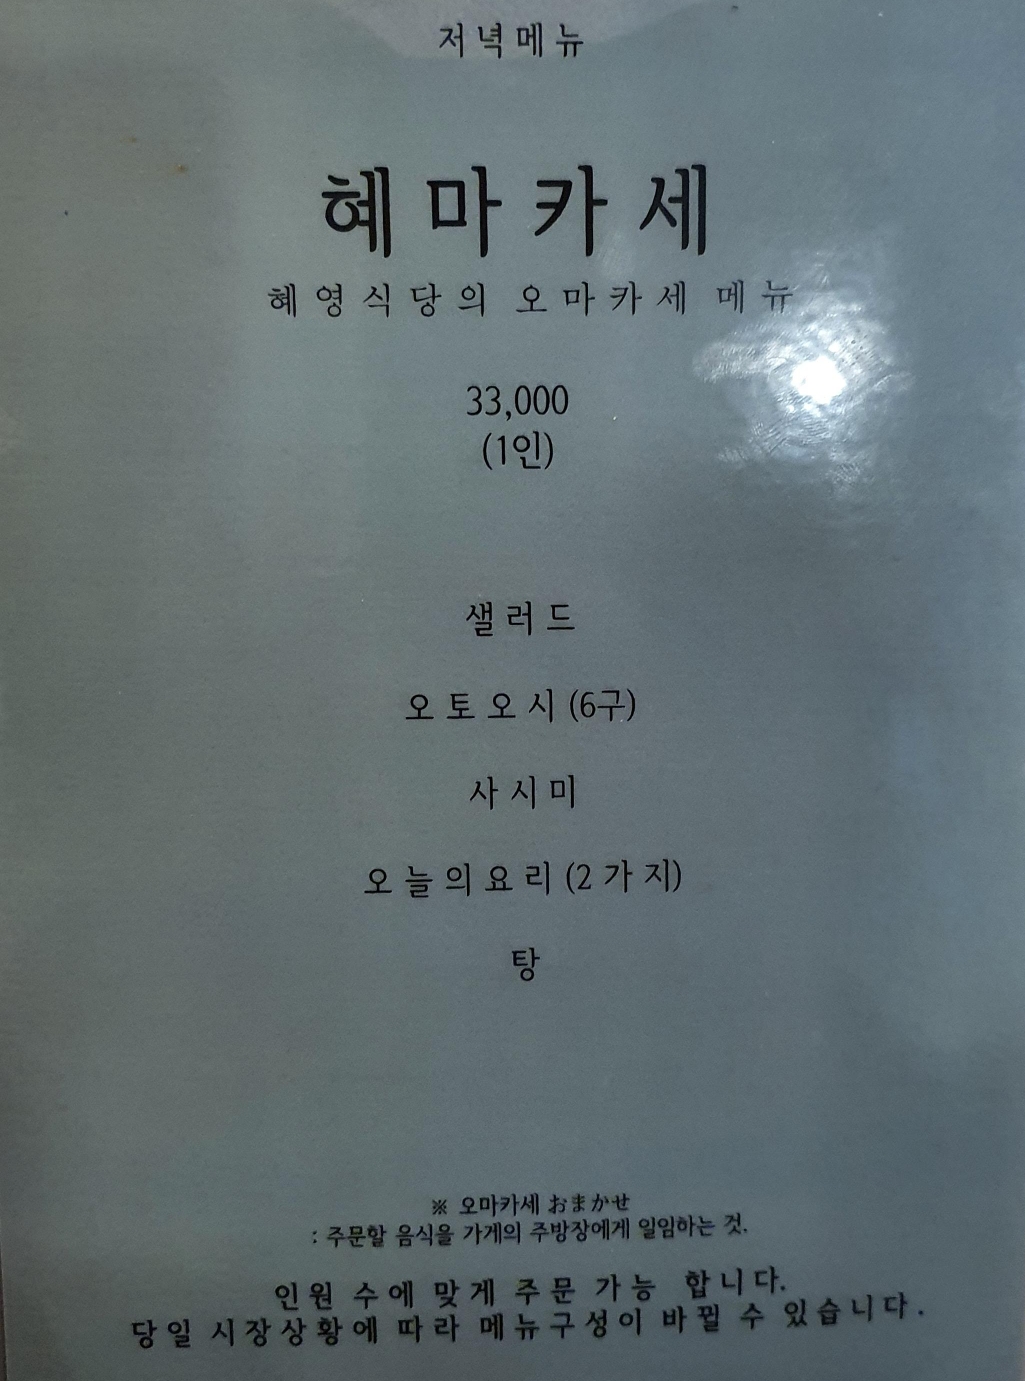 저녁메뉴
혜마카세
혜영식당의 오마카세 메뉴
33,000
(1인)
샐러드
오토오시 (6구)
사시미
오늘의요리 (2 가지)
탕
※ 오마카세 おまかせ
: 주문할 음식을 가게의 주방장에게 일임하는 것.
인원 수에 맞게 주문 가능 합니다.
당일 시장상황에 따라 메뉴구성이 바뀔 수 있습니다.